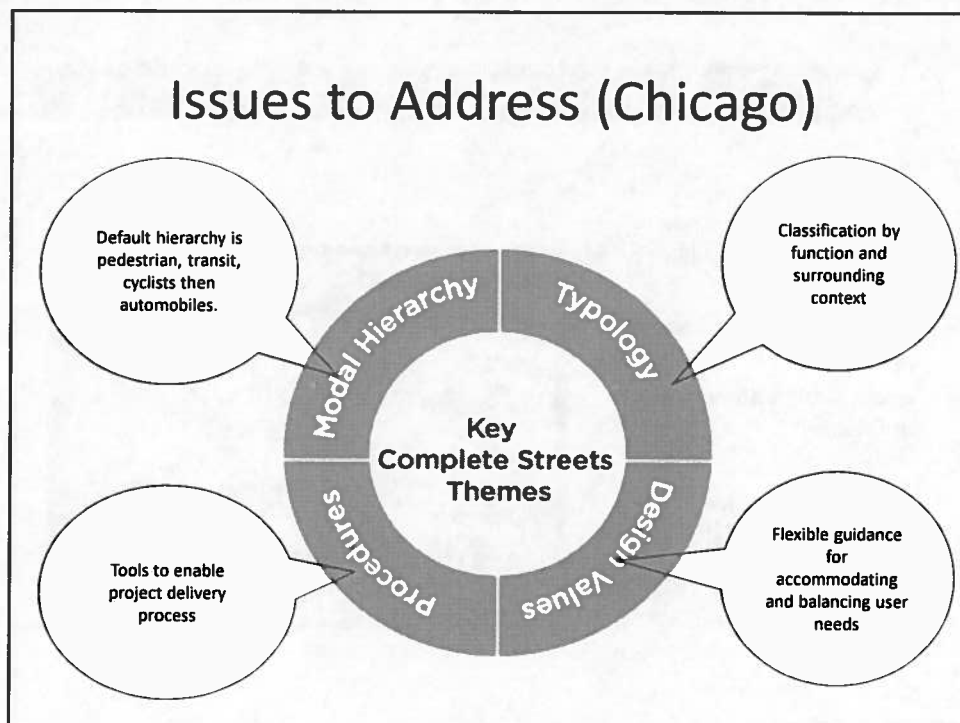 Issues to Address (Chicago)
Default hierarchy is
pedestrian, transit,
cyclists then
automobiles.
Classification by
function and
surrounding
context
Modal Hierarchy
Typology
Key
Complete Streets
Themes
Procedures
Design Values
Tools to enable
project delivery
process
Flexible guidance
for
accommodating
and balancing user
needs